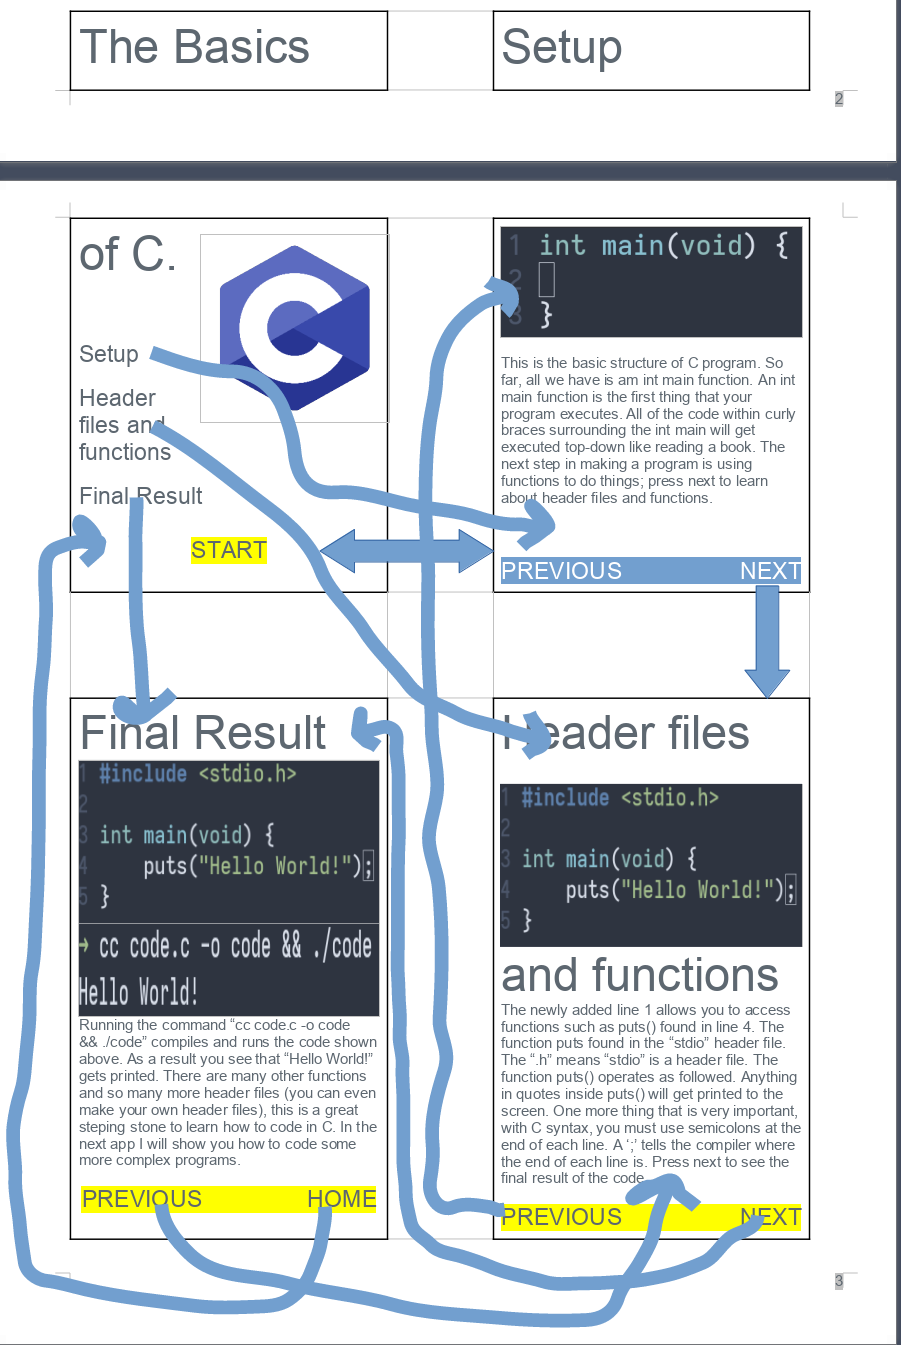 The Basics
Setup
2
of C.
Setup
Header
files and
functions
Final Result
START
1 int main(void) {
2
3 }
This is the basic structure of C program. So
far, all we have is am int main function. An int
main function is the first thing that your
program executes. All of the code within curly
braces surrounding the int main will get
executed top-down like reading a book. The
next step in making a program is using
functions to do things; press next to learn
about header files and functions.
PREVIOUS NEXT
Final Result
1 #include <stdio.h>
2
3 int main(void) {
4 puts("Hello World!");
5 }
→ cc code.c -o code && ./code
Hello World!
Running the command “cc code.c -o code
&& ./code” compiles and runs the code shown
above. As a result you see that “Hello World!”
gets printed. There are many other functions
and so many more header files (you can even
make your own header files), this is a great
steping stone to learn how to code in C. In the
next app I will show you how to code some
more complex programs.
PREVIOUS HOME
Header files
1 #include <stdio.h>
2
3 int main(void) {
4 puts("Hello World!");
5 }
and functions
The newly added line 1 allows you to access
functions such as puts() found in line 4. The
function puts found in the “stdio” header file.
The “.h” means “stdio” is a header file. The
function puts() operates as followed. Anything
in quotes inside puts() will get printed to the
screen. One more thing that is very important,
with C syntax, you must use semicolons at the
end of each line. A ‘;’ tells the compiler where
the end of each line is. Press next to see the
final result of the code.
PREVIOUS NEXT
3